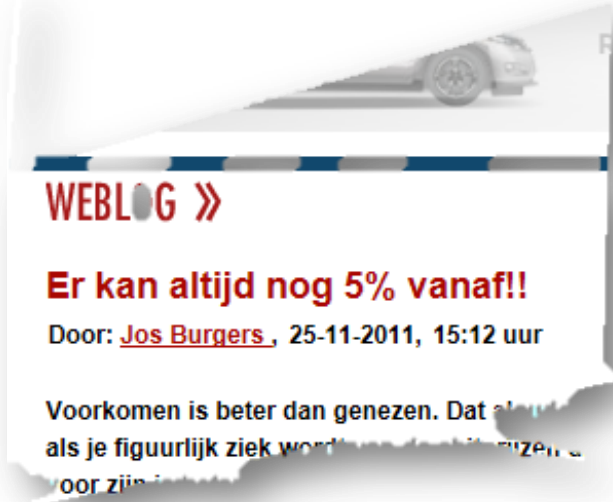 WEBLOG »
Er kan altijd nog 5% vanaf!!
Door: Jos Burgers , 25-11-2011, 15:12 uur
Voorkomen is beter dan genezen. Dat
als je figuurlijk ziek
voor zijn